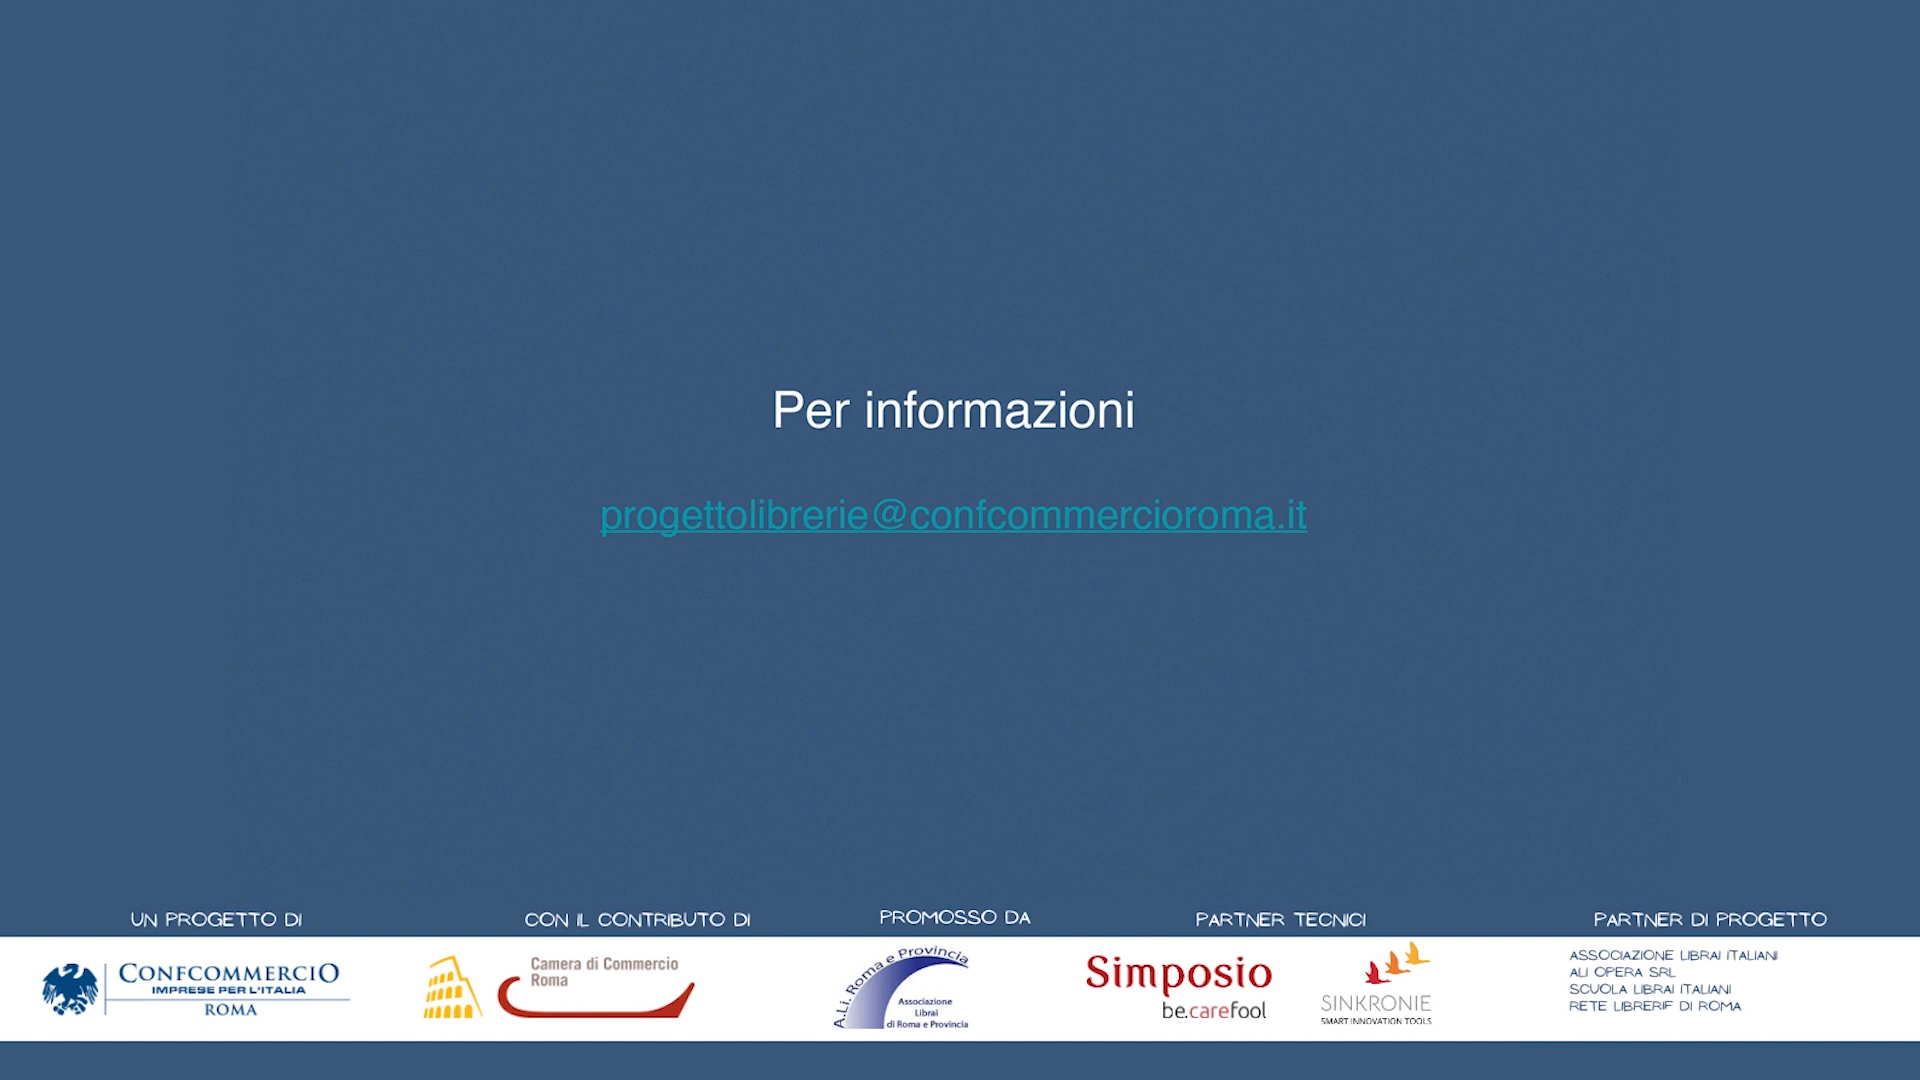 Per informazioni
progettolibrerie@confcommercioroma.it
UN PROGETTO DI
CON IL CONTRIBUTO DI
PROMOSSO DA
PARTNER TECNICI
PARTNER DI PROGETTO
CONFCOMMERCIO
IMPRESE PER L'ITALIA
ROMA
Camera di Commercio
Roma
A.L.i. Roma e Provincia
Associazione
Librai
di Roma e Provincia
Simposio
be.carefool
SINKRONIE
SMART INNOVATION TOOLS
ASSOCIAZIONE LIBRAI ITALIANI
ALI OPERA SRL
SCUOLA LIBRAI ITALIANI
RETE LIBRERIE DI ROMA